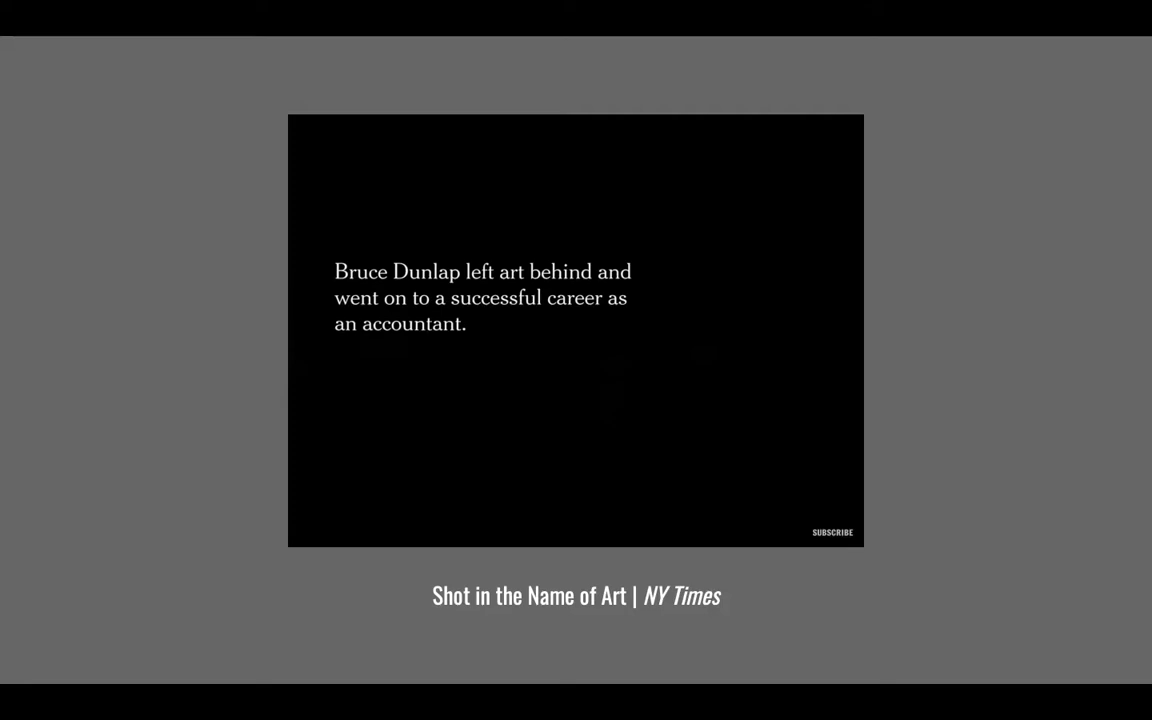 Bruce Dunlap left art behind and
went on to a successful career as
an accountant.
SUBSCRIBE
Shot in the Name of Art | NY Times